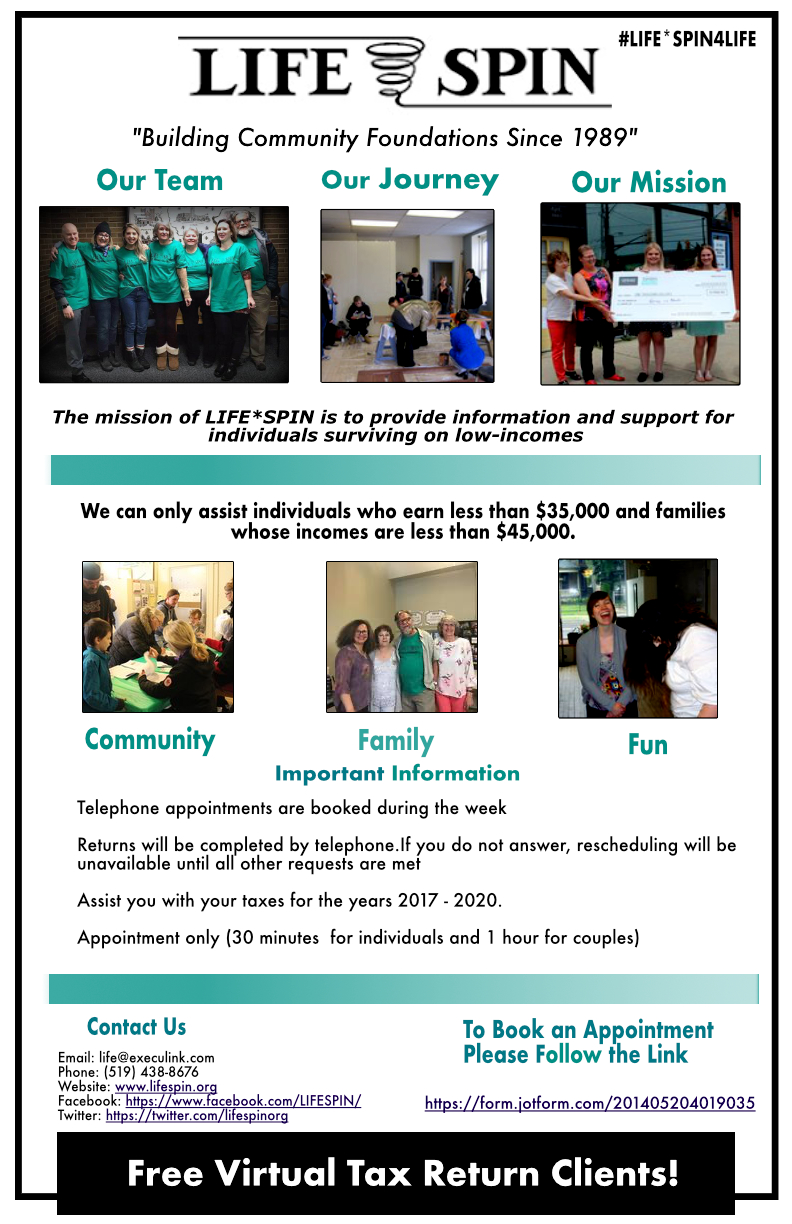 #LIFE*SPIN4LIFE
LIFE SPIN
"Building Community Foundations Since 1989"
Our Team
Our Journey
Our Mission
The mission of LIFE*SPIN is to provide information and support for
individuals surviving on low-incomes
We can only assist individuals who earn less than $35,000 and families
whose incomes are less than $45,000.
Community
Family
Fun
Important Information
Telephone appointments are booked during the week
Returns will be completed by telephone.If you do not answer, rescheduling will be
unavailable until all other requests are met
Assist you with your taxes for the years 2017 - 2020.
Appointment only (30 minutes  for individuals and 1 hour for couples)
Contact Us
Email: life@execulink.com
Phone: (519) 438-8676
Website: www.lifespin.org
Facebook: https://www.facebook.com/LIFESPIN/
Twitter: https://twitter.com/lifespinorg
To Book an Appointment
Please Follow the Link
https://form.jotform.com/201405204019035
Free Virtual Tax Return Clients!